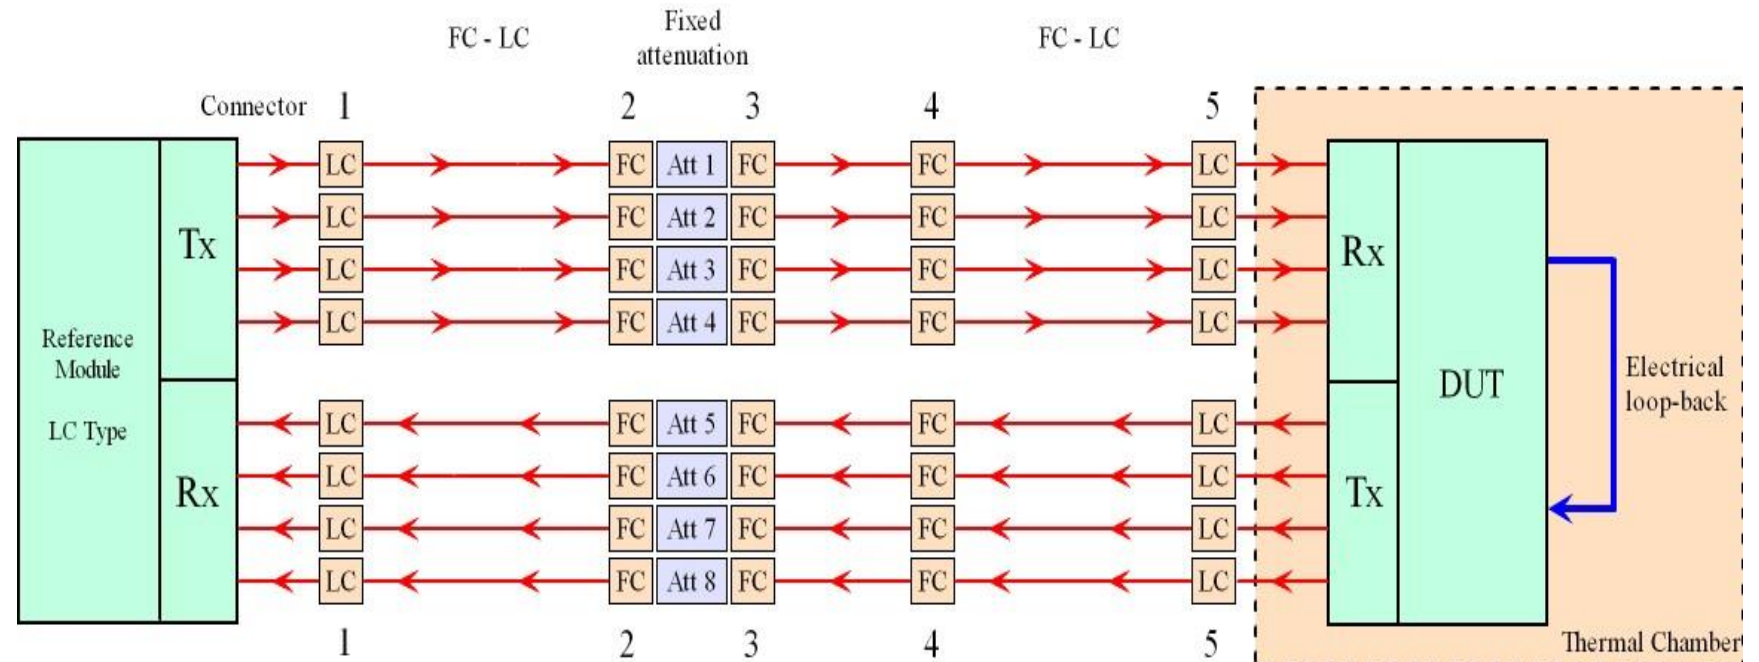 FC - LC
Fixed
attenuation
FC - LC
Connector 1 2 3 4 5
LC FC Att 1 FC FC LC
LC FC Att 2 FC FC LC
LC FC Att 3 FC FC LC
LC FC Att 4 FC FC LC
Tx
Rx
Reference
Module
LC Type
DUT
Electrical
loop-back
LC FC Att 5 FC FC LC
LC FC Att 6 FC FC LC
LC FC Att 7 FC FC LC
LC FC Att 8 FC FC LC
Rx
Tx
1 2 3 4 5
Thermal Chamber